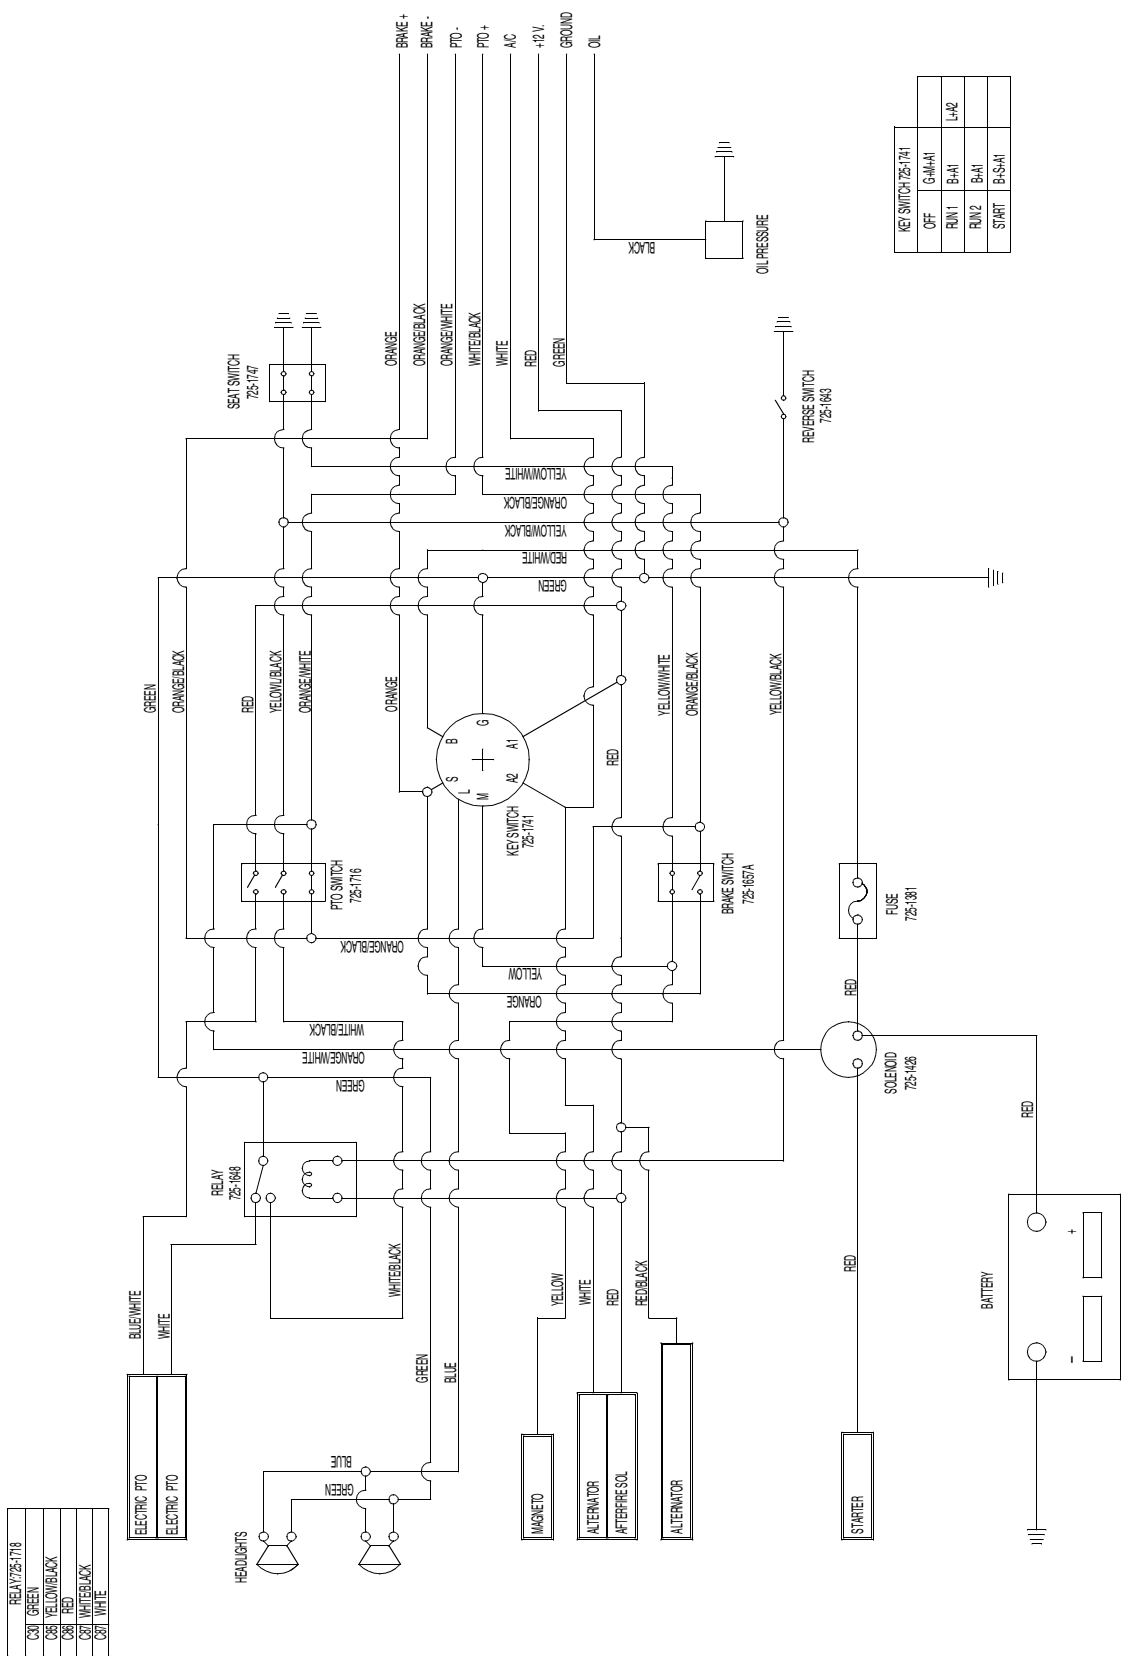 BRAKE +
BRAKE -
PTO -
PTO +
A/C
+12 V.
GROUND
OIL
KEY SWITCH 725-1741
OFF G+M+A1
RUN 1 B+A1 L+A2
RUN 2 B+A1
START B+S+A1
BLACK
OIL PRESSURE
SEAT SWITCH
725-1747
ORANGE
ORANGE/BLACK
ORANGE/WHITE
WHITE/BLACK
WHITE
RED
GREEN
REVERSE SWITCH
725-1643
YELLOW/WHITE
ORANGE/BLACK
YELLOW/BLACK
RED/WHITE
GREEN
GREEN
ORANGE/BLACK
RED
YELOWL/BLACK
ORANGE/WHITE
ORANGE
YELLOW/WHITE
ORANGE/BLACK
YELLOW/BLACK
B
G
S
L
M
A2
A1
KEY SWITCH
725-1741
RED
PTO SWITCH
725-1716
BRAKE SWITCH
725-1657A
FUSE
725-1381
ORANGE/BLACK
YELLOW
ORANGE
RED
WHITE/BLACK
ORANGE/WHITE
GREEN
SOLENOID
725-1426
RED
RELAY
725-1648
BLUE/WHITE
WHITE
WHITE/BLACK
YELLOW
WHITE
RED
RED/BLACK
RED
BATTERY
+
-
GREEN
BLUE
BLUE
GREEN
ELECTRIC PTO
ELECTRIC PTO
HEADLIGHTS
MAGNETO
ALTERNATOR
AFTERFIRE SOL
ALTERNATOR
STARTER
RELAY:725-1718
C30 GREEN
C85 YELLOW/BLACK
C86 RED
C87 WHITE/BLACK
C87 WHITE